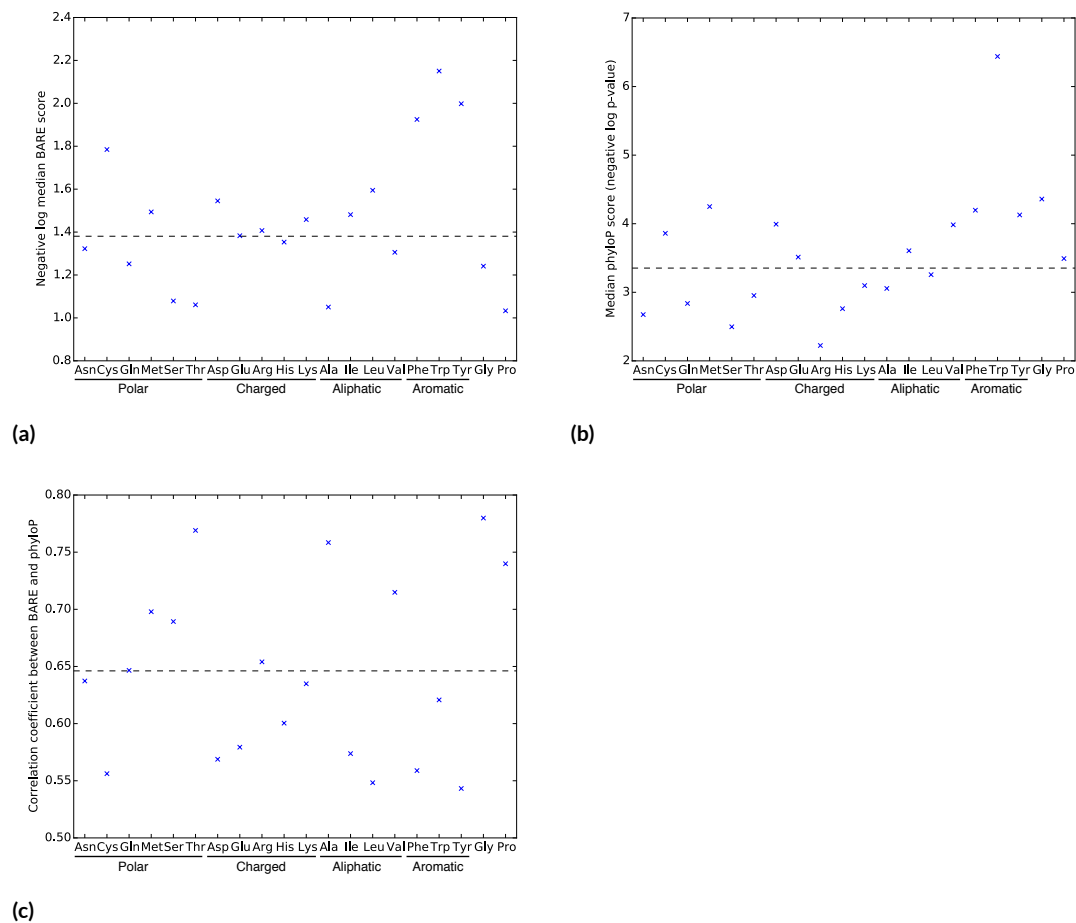 2.4
2.2
2.0
1.8
1.6
1.4
1.2
1.0
0.8
Negative log median BARE score
Asn Cys Gln Met Ser Thr Asp Glu Arg His Lys Ala Ile Leu Val Phe Trp Tyr Gly Pro
Polar Charged Aliphatic Aromatic
(a)
7
6
5
4
3
2
Median phyloP score (negative log p-value)
Asn Cys Gln Met Ser Thr Asp Glu Arg His Lys Ala Ile Leu Val Phe Trp Tyr Gly Pro
Polar Charged Aliphatic Aromatic
(b)
0.80
0.75
0.70
0.65
0.60
0.55
0.50
Correlation coefficient between BARE and phyloP
Asn Cys Gln Met Ser Thr Asp Glu Arg His Lys Ala Ile Leu Val Phe Trp Tyr Gly Pro
Polar Charged Aliphatic Aromatic
(c)